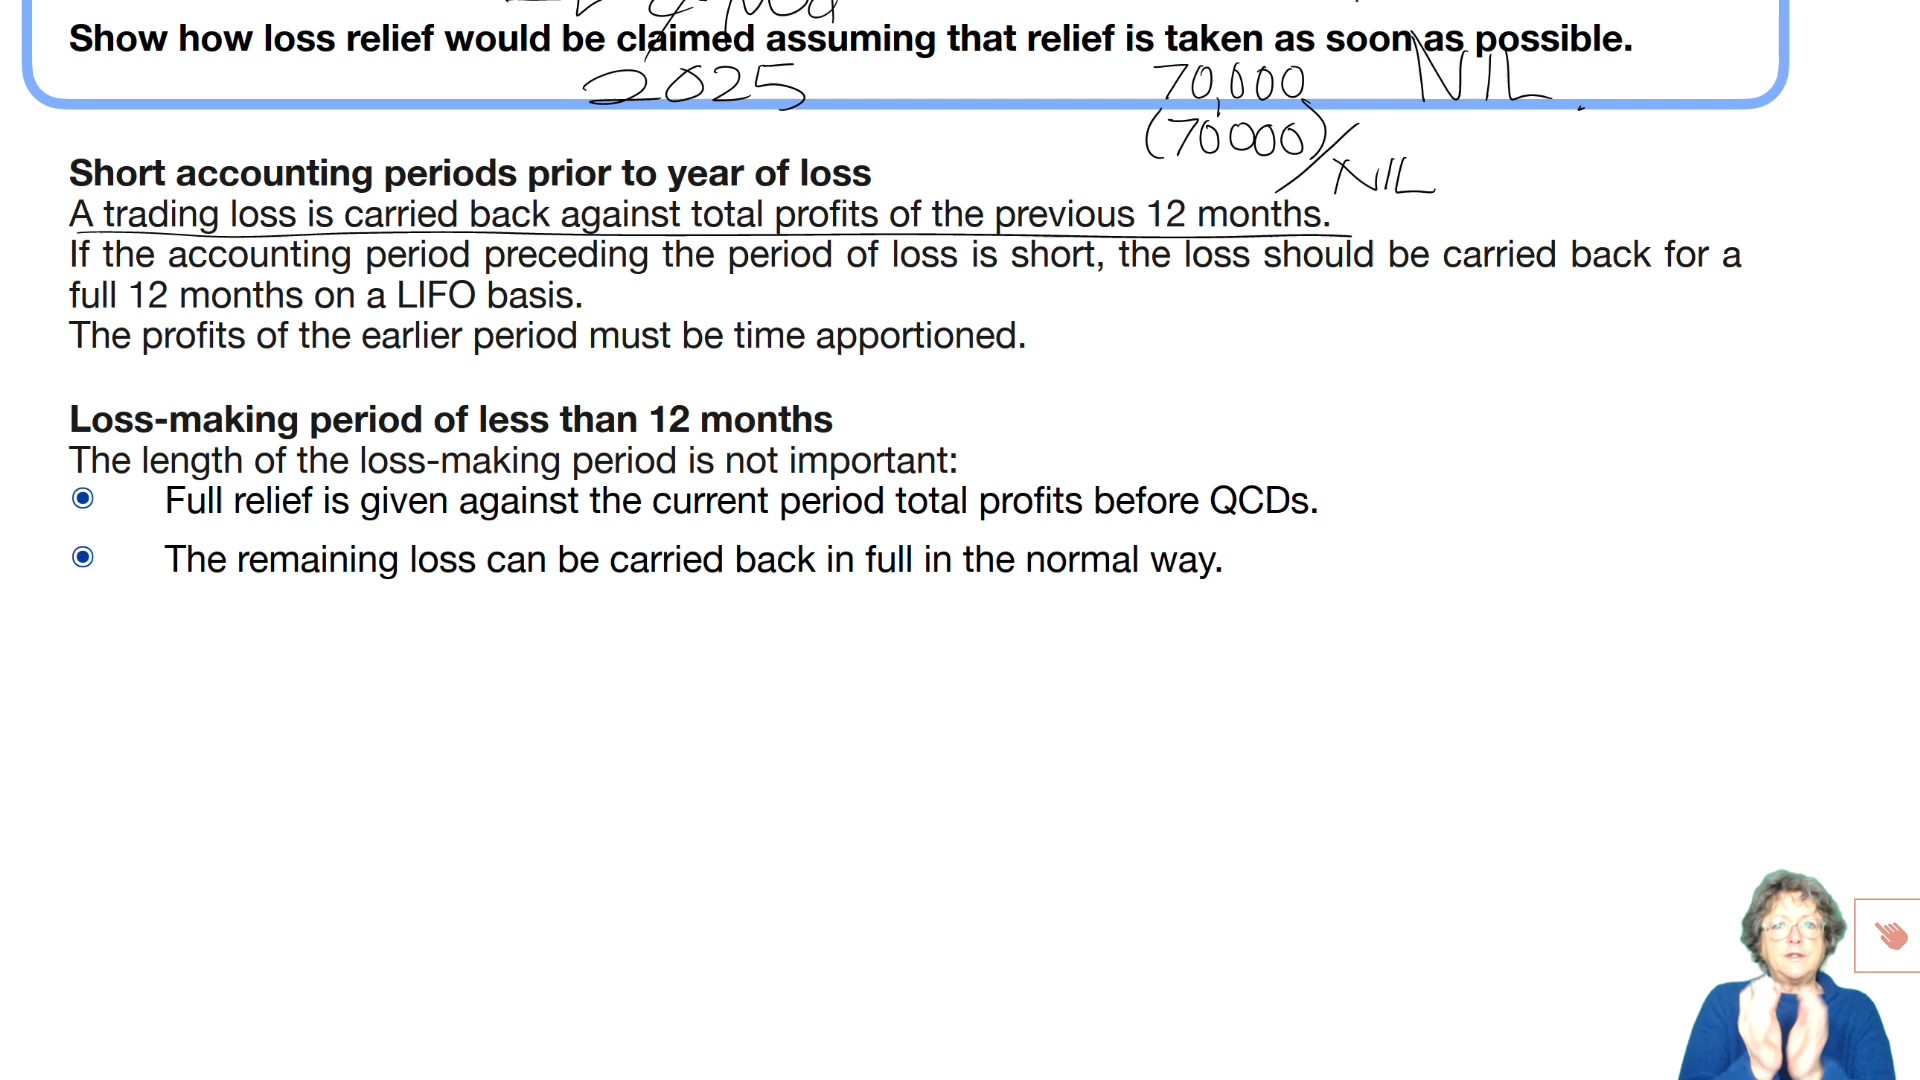 Show how loss relief would be claimed assuming that relief is taken as soon as possible.
2025 70,000 NIL
(70000)
NIL
Short accounting periods prior to year of loss
A trading loss is carried back against total profits of the previous 12 months.
If the accounting period preceding the period of loss is short, the loss should be carried back for a
full 12 months on a LIFO basis.
The profits of the earlier period must be time apportioned.
Loss-making period of less than 12 months
The length of the loss-making period is not important:
Full relief is given against the current period total profits before QCDs.
The remaining loss can be carried back in full in the normal way.